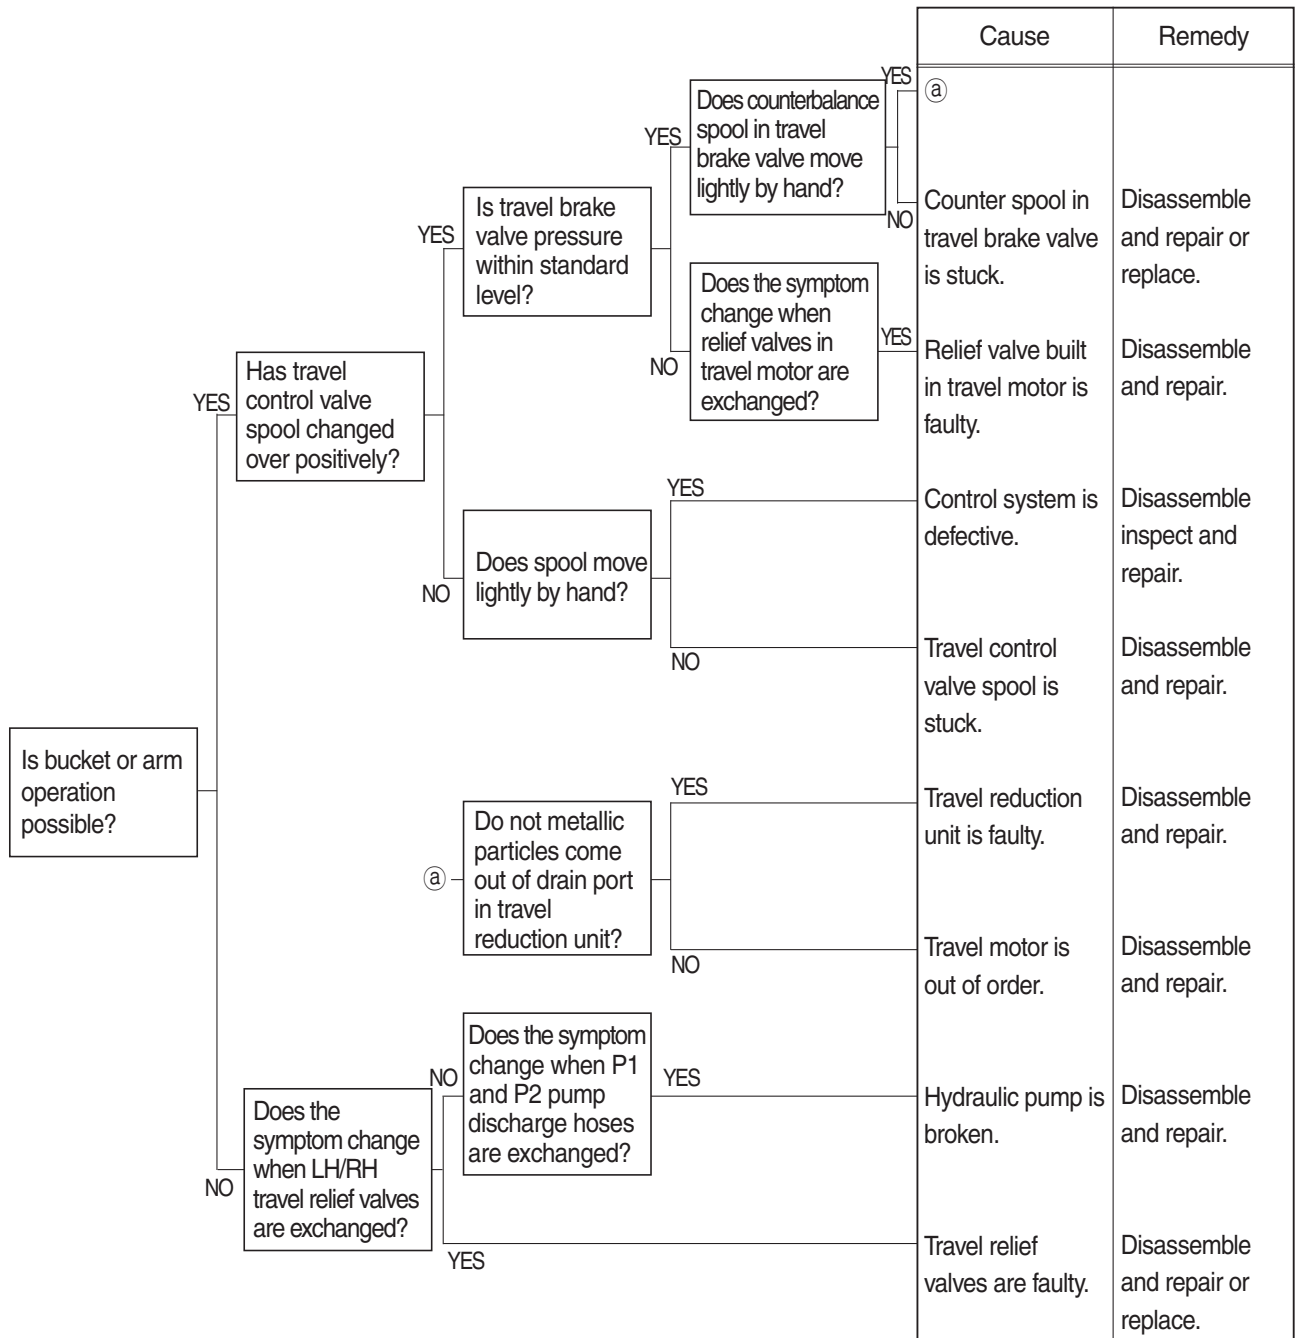 Cause
Remedy
YES
ⓐ
Does counterbalance
spool in travel
brake valve move
lightly by hand?
YES
NO
Counter spool in
travel brake valve
is stuck.
Disassemble
and repair or
replace.
Is travel brake
valve pressure
within standard
level?
YES
Does the symptom
change when
relief valves in
travel motor are
exchanged?
YES
NO
Relief valve built
in travel motor is
faulty.
Disassemble
and repair.
Has travel
control valve
spool changed
over positively?
YES
YES
Control system is
defective.
Disassemble
inspect and
repair.
Does spool move
lightly by hand?
NO
NO
Travel control
valve spool is
stuck.
Disassemble
and repair.
Is bucket or arm
operation
possible?
YES
Travel reduction
unit is faulty.
Disassemble
and repair.
ⓐ
Do not metallic
particles come
out of drain port
in travel
reduction unit?
NO
Travel motor is
out of order.
Disassemble
and repair.
Does the symptom
change when P1
and P2 pump
discharge hoses
are exchanged?
NO
YES
Hydraulic pump is
broken.
Disassemble
and repair.
Does the
symptom change
when LH/RH
travel relief valves
are exchanged?
NO
YES
Travel relief
valves are faulty.
Disassemble
and repair or
replace.